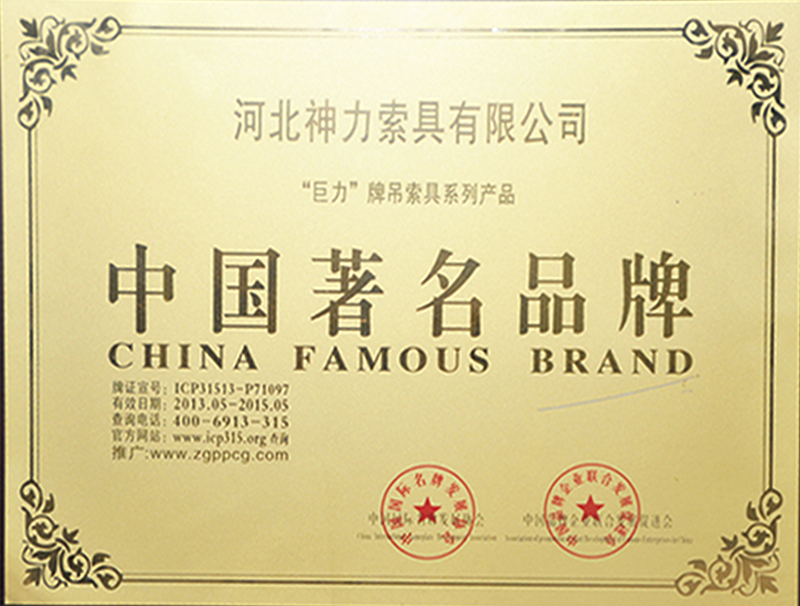 河北神力索具有限公司
“巨力”牌吊索具系列产品
中国著名品牌
CHINA FAMOUS BRAND
牌证宣号: ICP31513-P71097
有效日期: 2013.05-2015.05
查询电话: 400-6913-315
官方网站: www.icp315.org 查询
推广:www.zgppcg.com